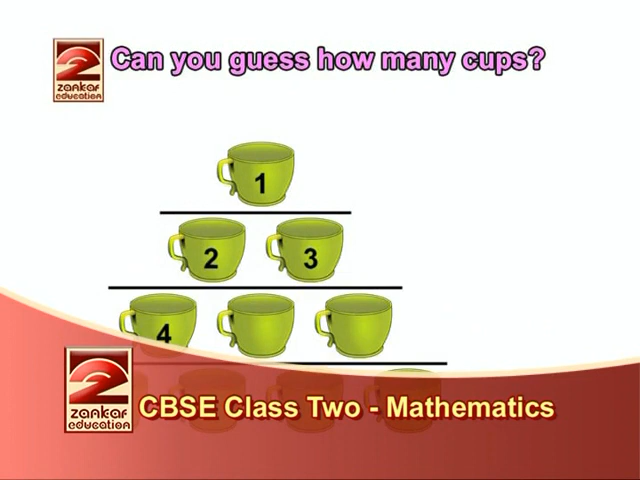 Can you guess how many cups?
zankar
education
1
2 3
4
zankar
education
CBSE Class Two - Mathematics